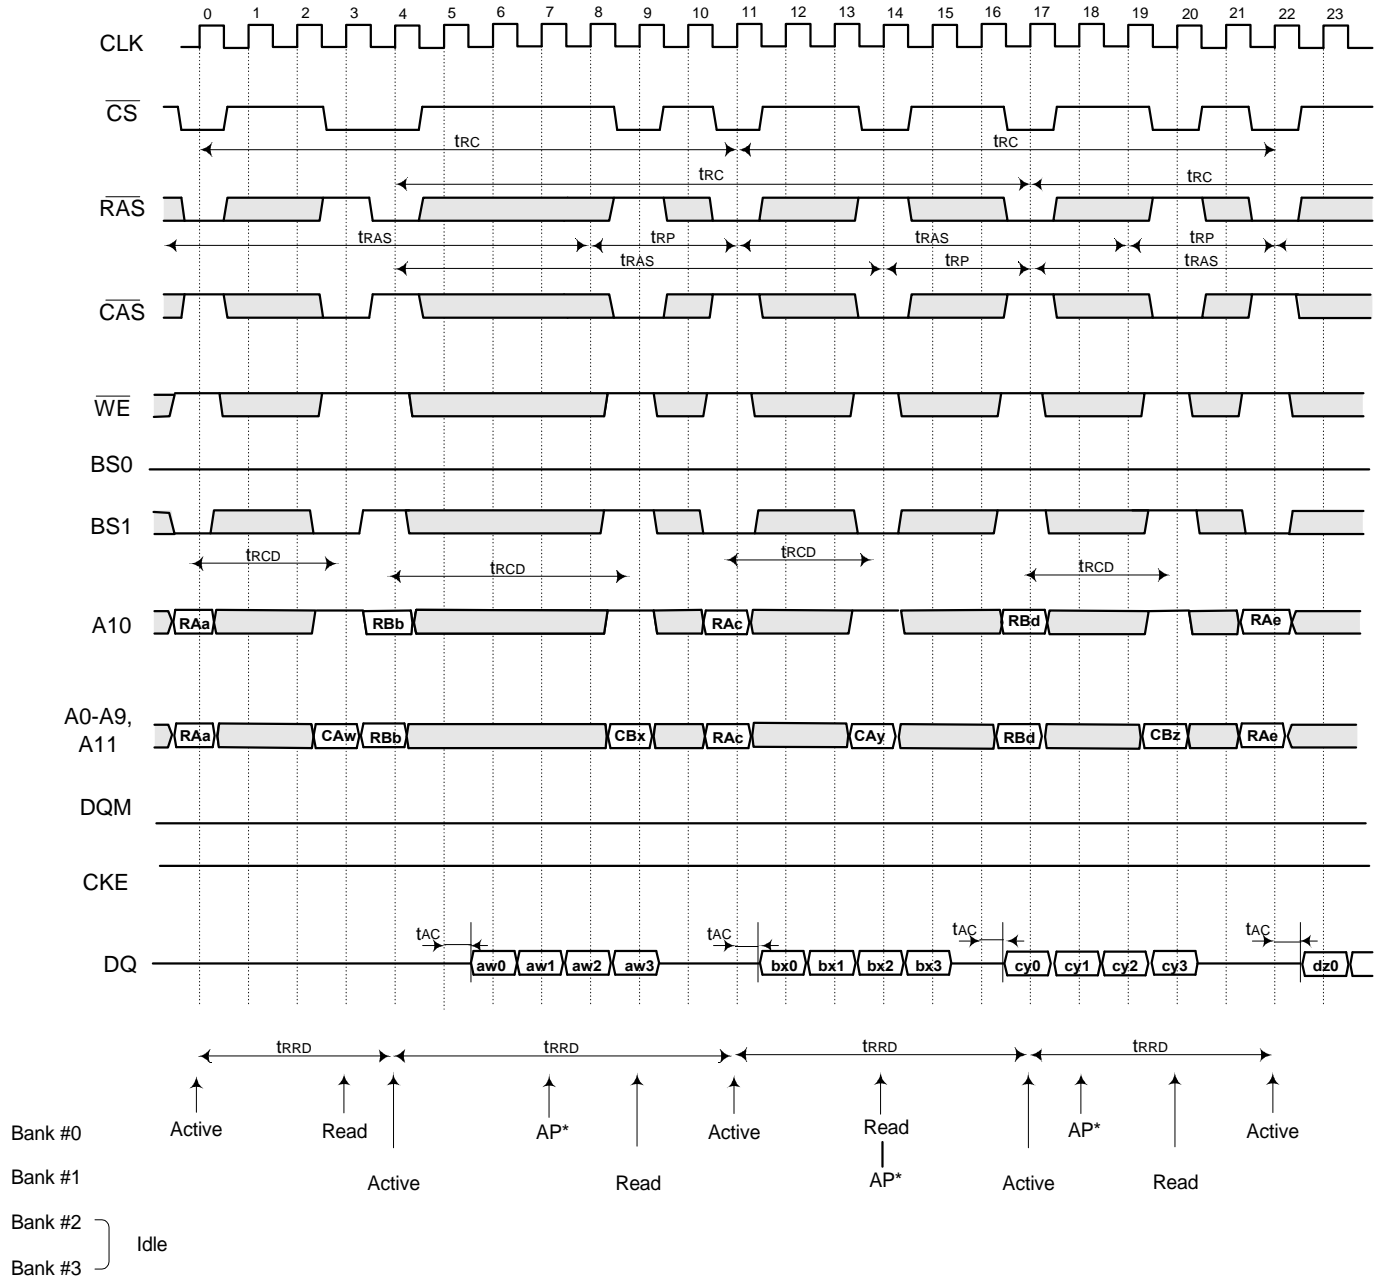 0 1 2 3 4 5 6 7 8 9 10 11 12 13 14 15 16 17 18 19 20 21 22 23
CLK
CS
tRC tRC
tRC tRC
RAS
tRAS tRP tRAS tRP
tRAS tRP tRAS
CAS
WE
BS0
BS1
tRCD tRCD tRCD tRCD
A10 RAa RBb RAc RBd RAe
A0-A9,
A11 RAa CAw RBb CBx RAc CAy RBd CBz RAe
DQM
CKE
tAC tAC tAC tAC
DQ aw0 aw1 aw2 aw3 bx0 bx1 bx2 bx3 cy0 cy1 cy2 cy3 dz0
tRRD tRRD tRRD tRRD
Bank #0 Active Read AP* Active Read AP* Active
Bank #1 Active Read AP* Active Read
Bank #2
Idle
Bank #3